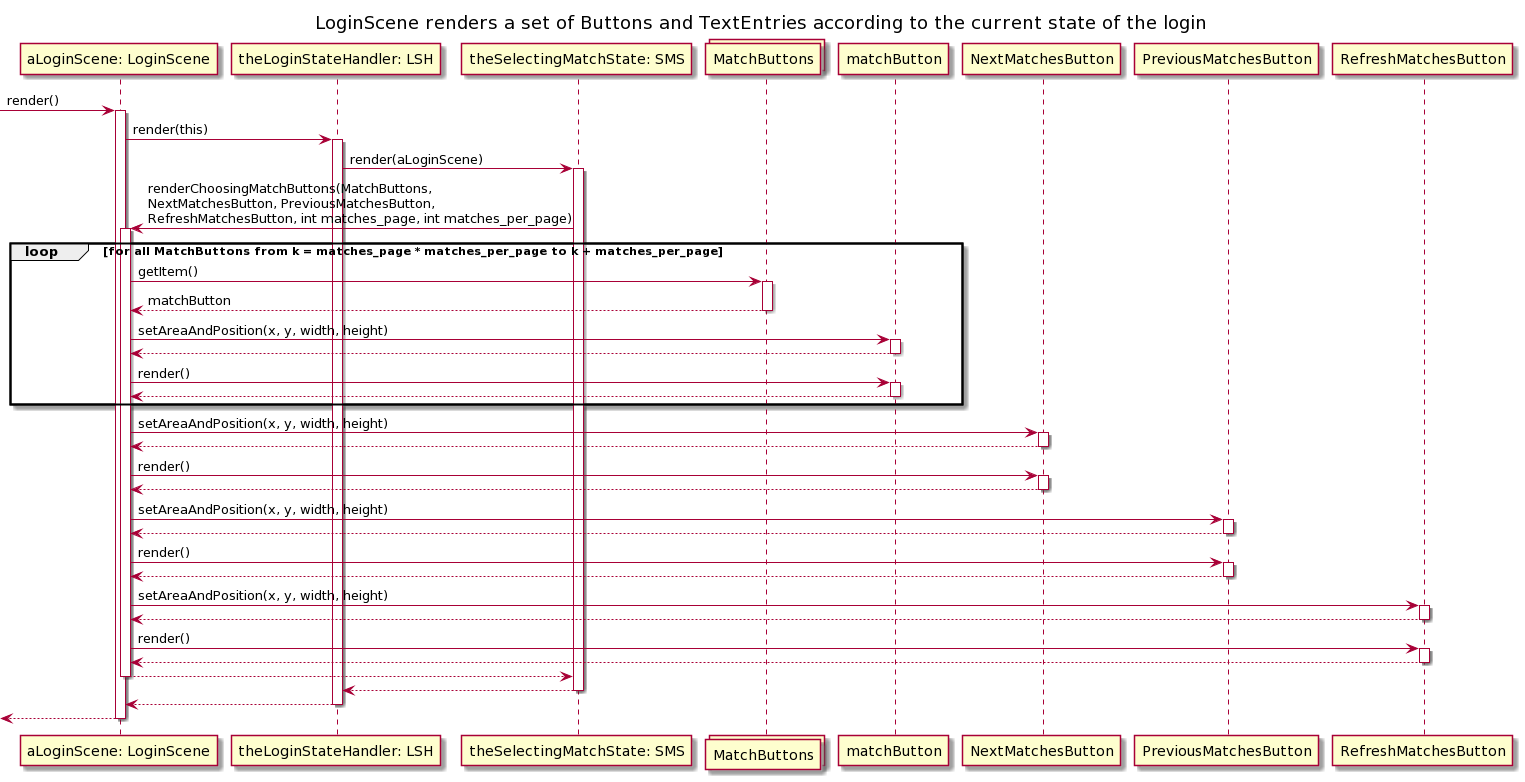 LoginScene renders a set of Buttons and TextEntries according to the current state of the login
aLoginScene: LoginScene
theLoginStateHandler: LSH
theSelectingMatchState: SMS
MatchButtons
matchButton
NextMatchesButton
PreviousMatchesButton
RefreshMatchesButton
render()
render(this)
render(aLoginScene)
renderChoosingMatchButtons(MatchButtons,
NextMatchesButton, PreviousMatchesButton,
RefreshMatchesButton, int matches_page, int matches_per_page)
loop
[for all MatchButtons from k = matches_page * matches_per_page to k + matches_per_page]
getItem()
matchButton
setAreaAndPosition(x, y, width, height)
render()
setAreaAndPosition(x, y, width, height)
render()
setAreaAndPosition(x, y, width, height)
render()
setAreaAndPosition(x, y, width, height)
render()
aLoginScene: LoginScene
theLoginStateHandler: LSH
theSelectingMatchState: SMS
MatchButtons
matchButton
NextMatchesButton
PreviousMatchesButton
RefreshMatchesButton